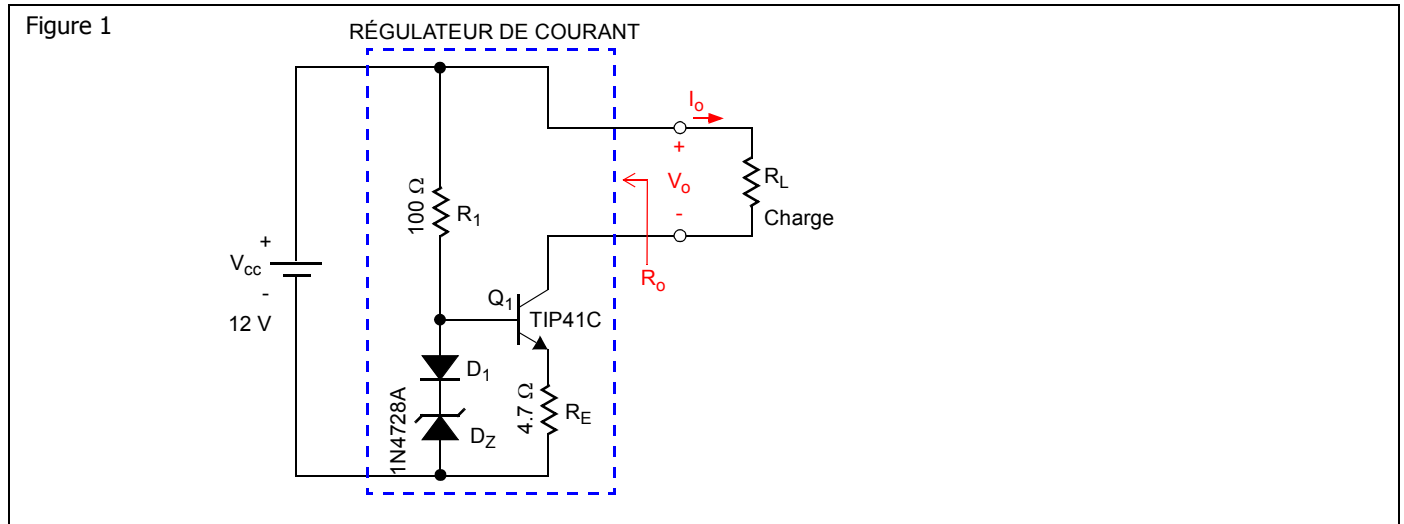 Figure 1
RÉGULATEUR DE COURANT
Io
+
Vo
-
RL
Charge
Ro
100 Ω
R1
+
Vcc
-
12 V
Q1
TIP41C
D1
1N4728A
DZ
4.7 Ω
RE